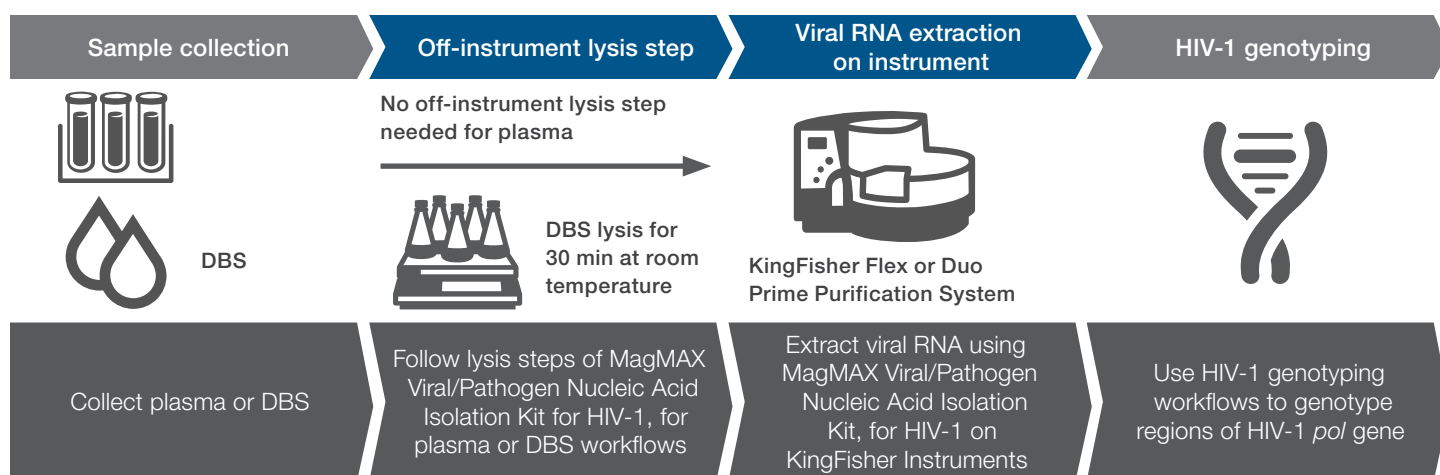 Sample collection
Off-instrument lysis step
Viral RNA extraction
on instrument
HIV-1 genotyping
No off-instrument lysis step
needed for plasma
DBS
DBS lysis for
30 min at room
temperature
KingFisher Flex or Duo
Prime Purification System
Collect plasma or DBS
Follow lysis steps of MagMAX
Viral/Pathogen Nucleic Acid
Isolation Kit for HIV-1, for
plasma or DBS workflows
Extract viral RNA using
MagMAX Viral/Pathogen
Nucleic Acid Isolation
Kit, for HIV-1 on
KingFisher Instruments
Use HIV-1 genotyping
workflows to genotype
regions of HIV-1 pol gene